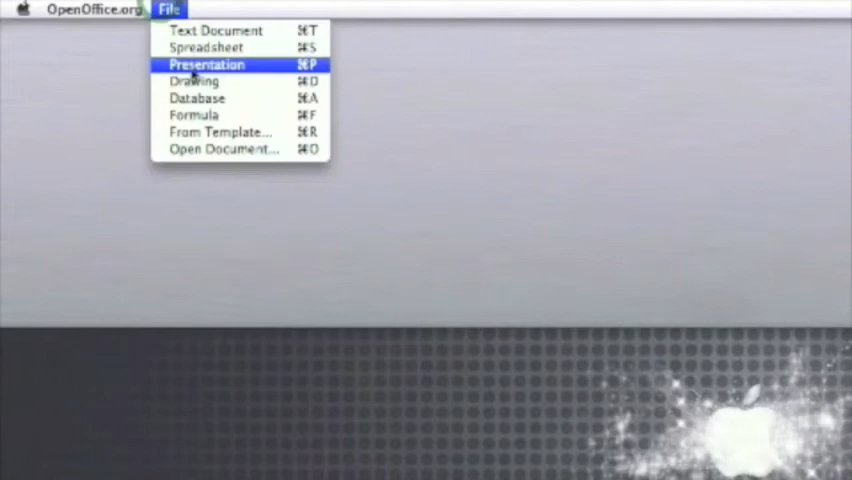 OpenOffice.org File
Text Document ⌘T
Spreadsheet ⌘S
Presentation ⌘P
Drawing ⌘D
Database ⌘A
Formula ⌘F
From Template... ⌘R
Open Document... ⌘O